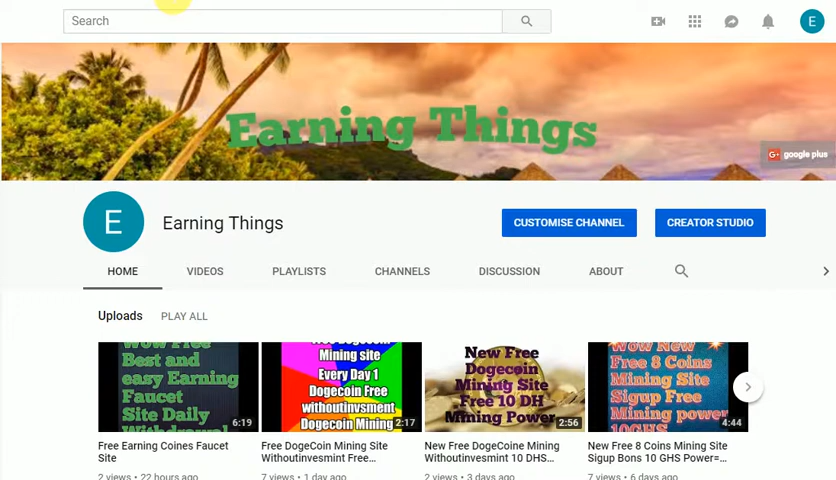 Search
E
Earning Things
G+ google plus
E
Earning Things
CUSTOMISE CHANNEL
CREATOR STUDIO
HOME
VIDEOS
PLAYLISTS
CHANNELS
DISCUSSION
ABOUT
Uploads
PLAY ALL
Wow Free
Best and
easy Earning
Faucet
Site Daily
Withdrawal
6:19
Free Dogecoin
Mining site
Every Day 1
Dogecoin Free
withoutinvsment
Dogecoin Mining
2:17
New Free
Dogecoin
Mining Site
Free 10 DH
Mining Power
2:56
Wow New
Free 8 Coins
Mining Site
Sigup Free
Mining power
10GHS
4:44
Free Earning Coines Faucet
Site
2 views • 22 hours ago
Free DogeCoin Mining Site
Withoutinvesmint Free...
7 views • 1 day ago
New Free DogeCoine Mining
Withoutinvesmint 10 DHS...
2 views • 3 days ago
New Free 8 Coins Mining Site
Sigup Bons 10 GHS Power=...
7 views • 6 days ago